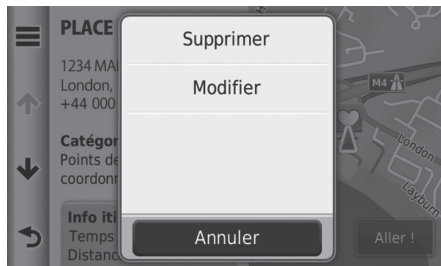 PLACE
1234 MAI
London,
+44 000
Catégor
Points de
coordonn
Info iti
Temps
Distanc
Supprimer
Modifier
Annuler
M4
London
Layburn
Aller !